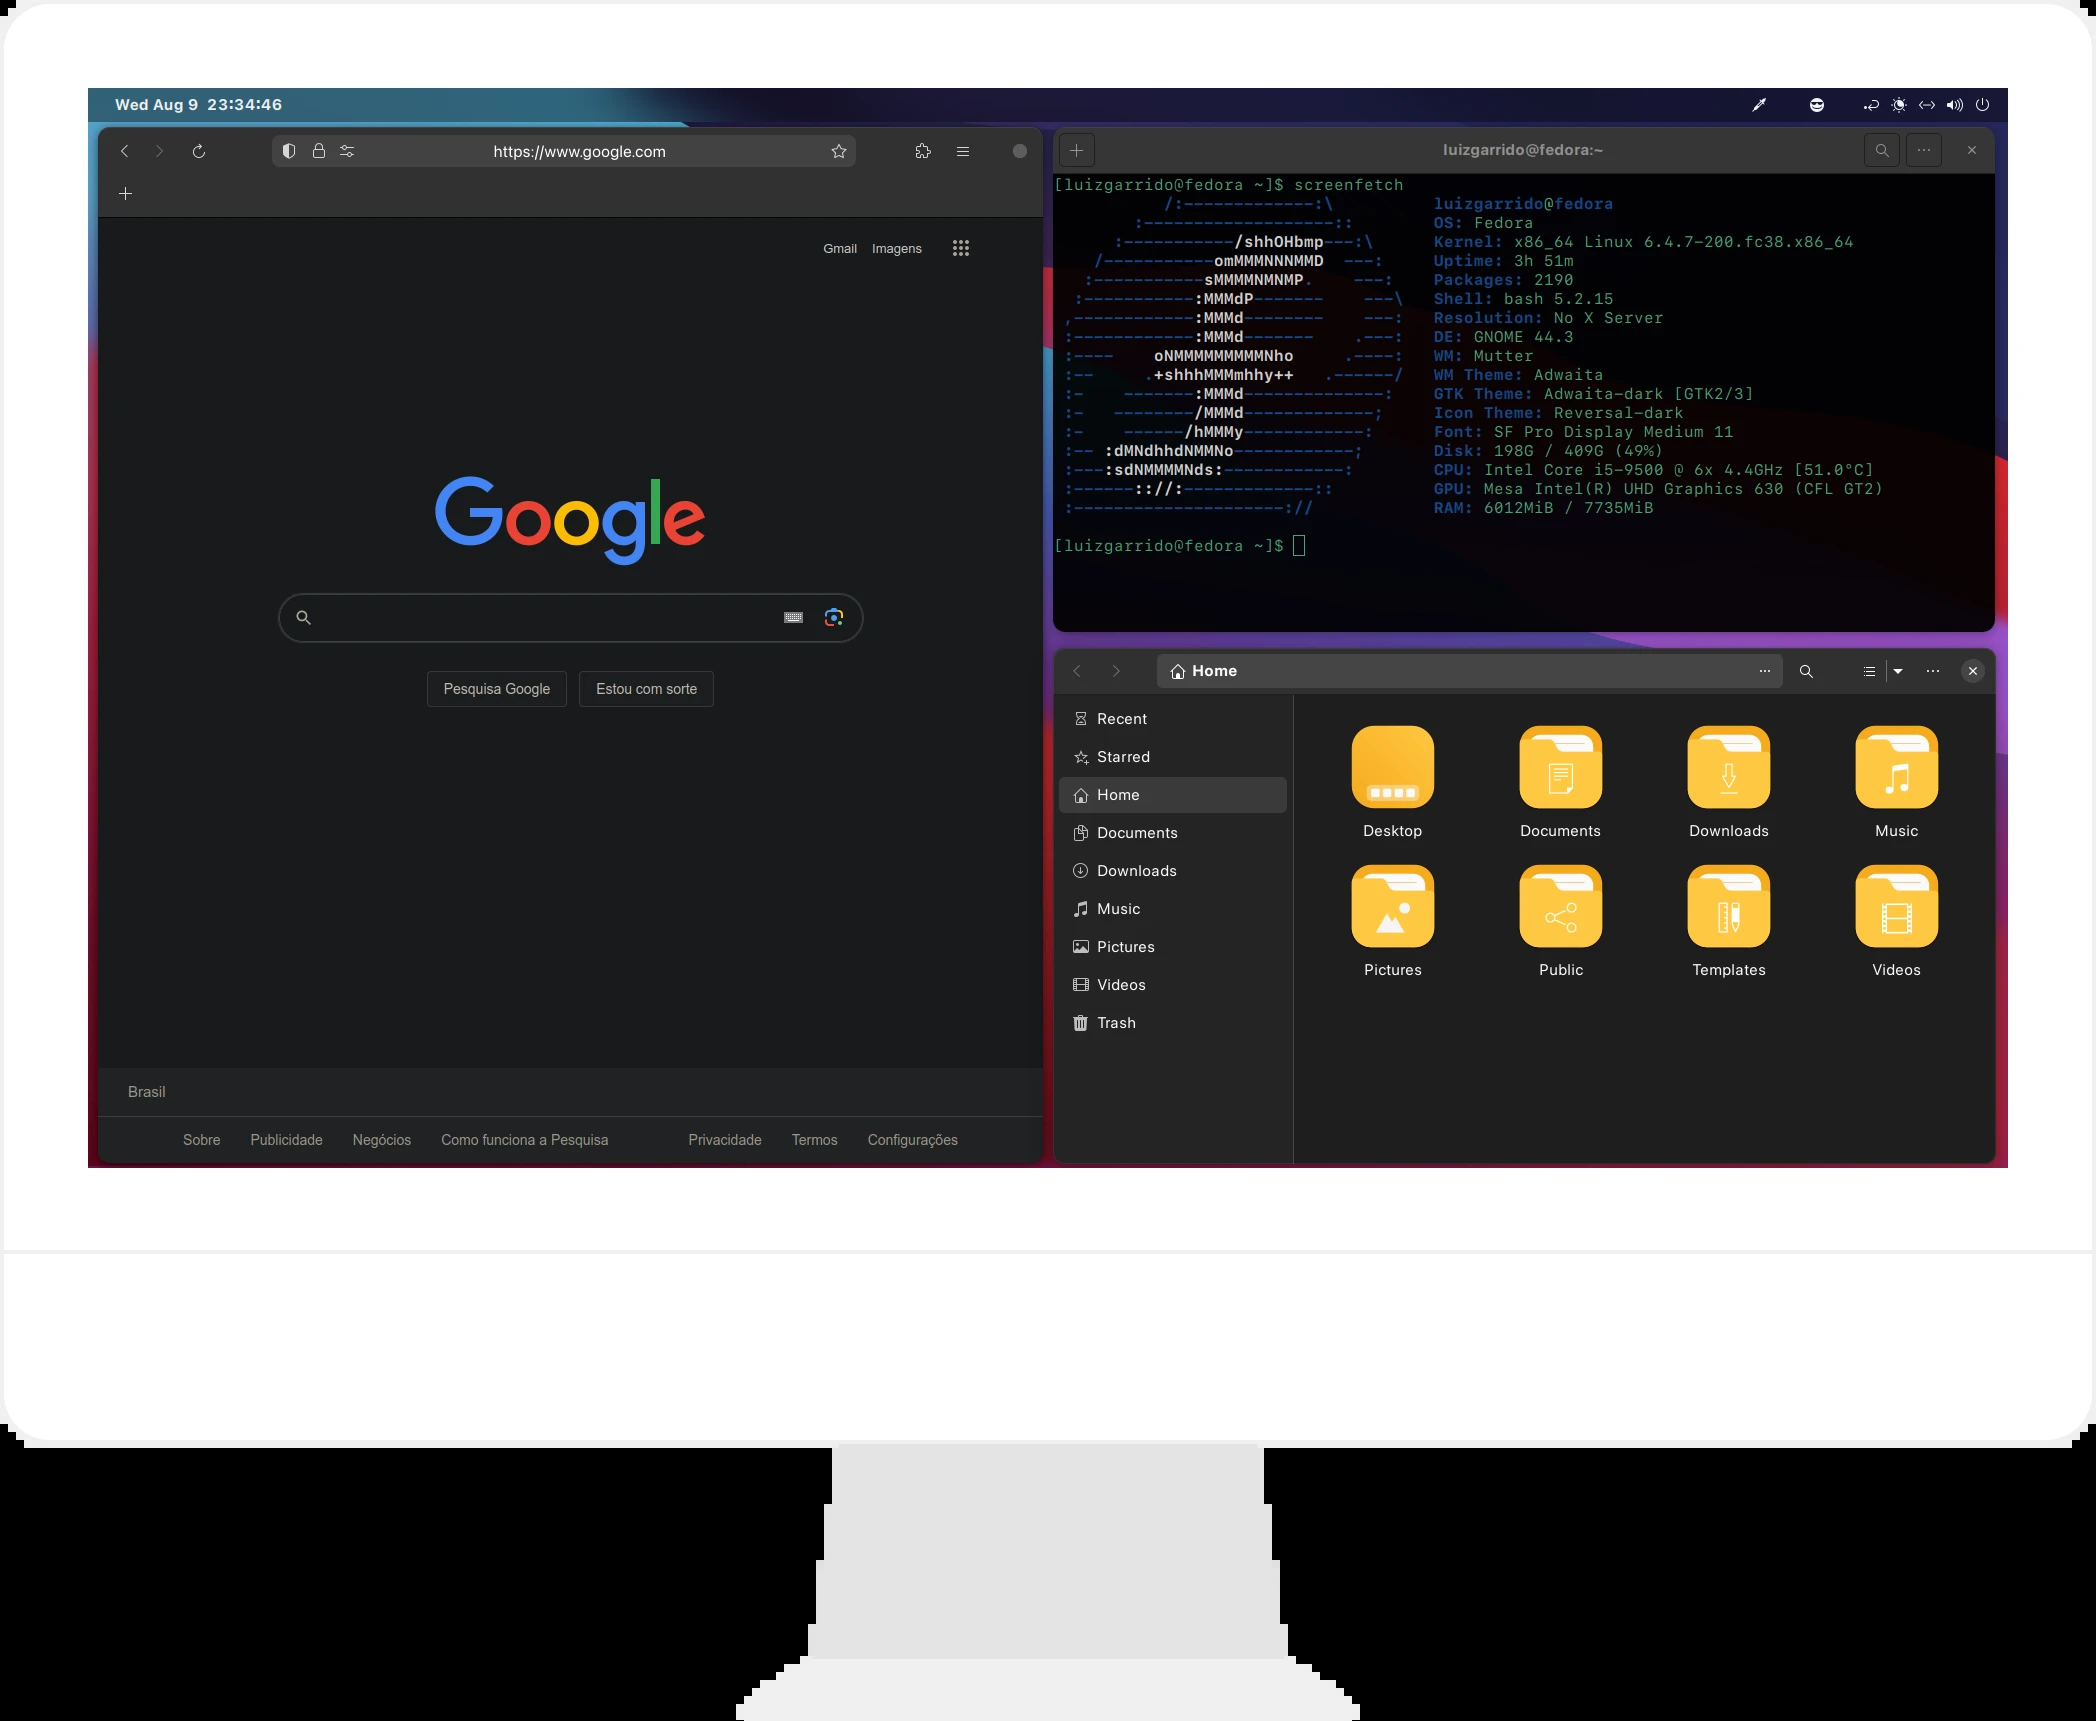 Wed Aug 9 23:34:46
https://www.google.com
Gmail Imagens
Google
Pesquisa Google Estou com sorte
Brasil
Sobre Publicidade Negócios Como funciona a Pesquisa Privacidade Termos Configurações
luizgarrido@fedora:~
[luizgarrido@fedora ~]$ screenfetch
/:-------------:\ luizgarrido@fedora
:-------------------:: OS: Fedora
:-----------/shhOHbmp---:\ Kernel: x86_64 Linux 6.4.7-200.fc38.x86_64
/-----------omMMMNNNMMD ---: Uptime: 3h 51m
:-----------sMMMMNMNMP. ---: Packages: 2190
:-----------:MMMdP------- ---\ Shell: bash 5.2.15
,------------:MMMd-------- ---: Resolution: No X Server
:------------:MMMd------- .---: DE: GNOME 44.3
:---- oNMMMMMMMMMNho .----: WM: Mutter
:-- .+shhhMMMmhhy++ .------/ WM Theme: Adwaita
:- -------:MMMd--------------: GTK Theme: Adwaita-dark [GTK2/3]
:- --------/MMMd-------------; Icon Theme: Reversal-dark
:- ------/hMMMy------------: Font: SF Pro Display Medium 11
:-- :dMNdhhdNMMNo------------; Disk: 198G / 409G (49%)
:---:sdNMMMMNds:------------: CPU: Intel Core i5-9500 @ 6x 4.4GHz [51.0°C]
:------:://:-------------:: GPU: Mesa Intel(R) UHD Graphics 630 (CFL GT2)
:---------------------:// RAM: 6012MiB / 7735MiB
[luizgarrido@fedora ~]$
Home
Recent
Starred
Home
Documents
Downloads
Music
Pictures
Videos
Trash
Desktop Documents Downloads Music
Pictures Public Templates Videos